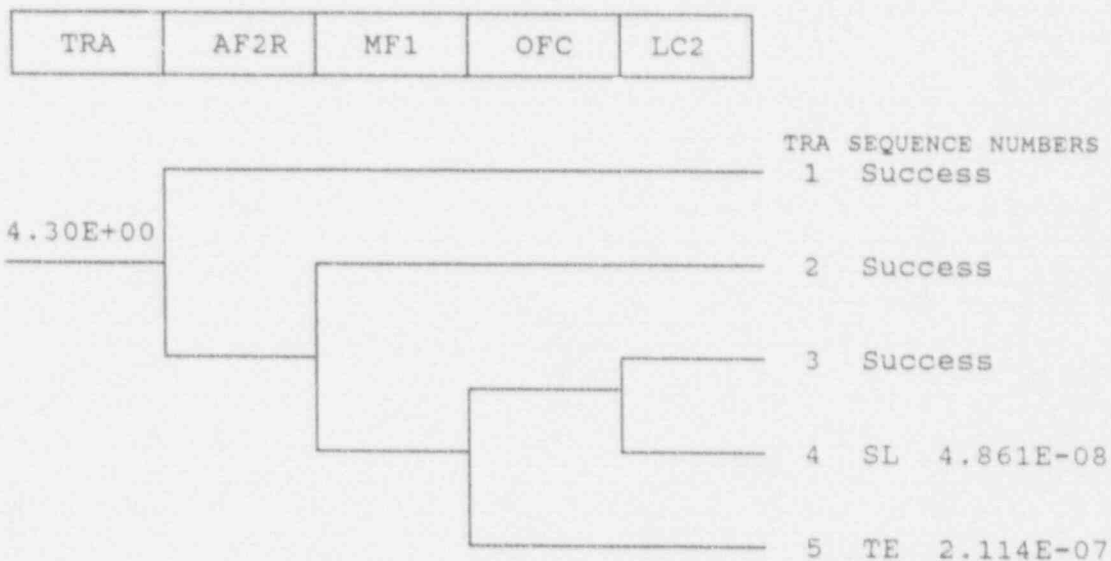 TRA AF2R MF1 OFC LC2
TRA SEQUENCE NUMBERS
1 Success
4.30E+00
2 Success
3 Success
4 SL 4.861E-08
5 TE 2.114E-07